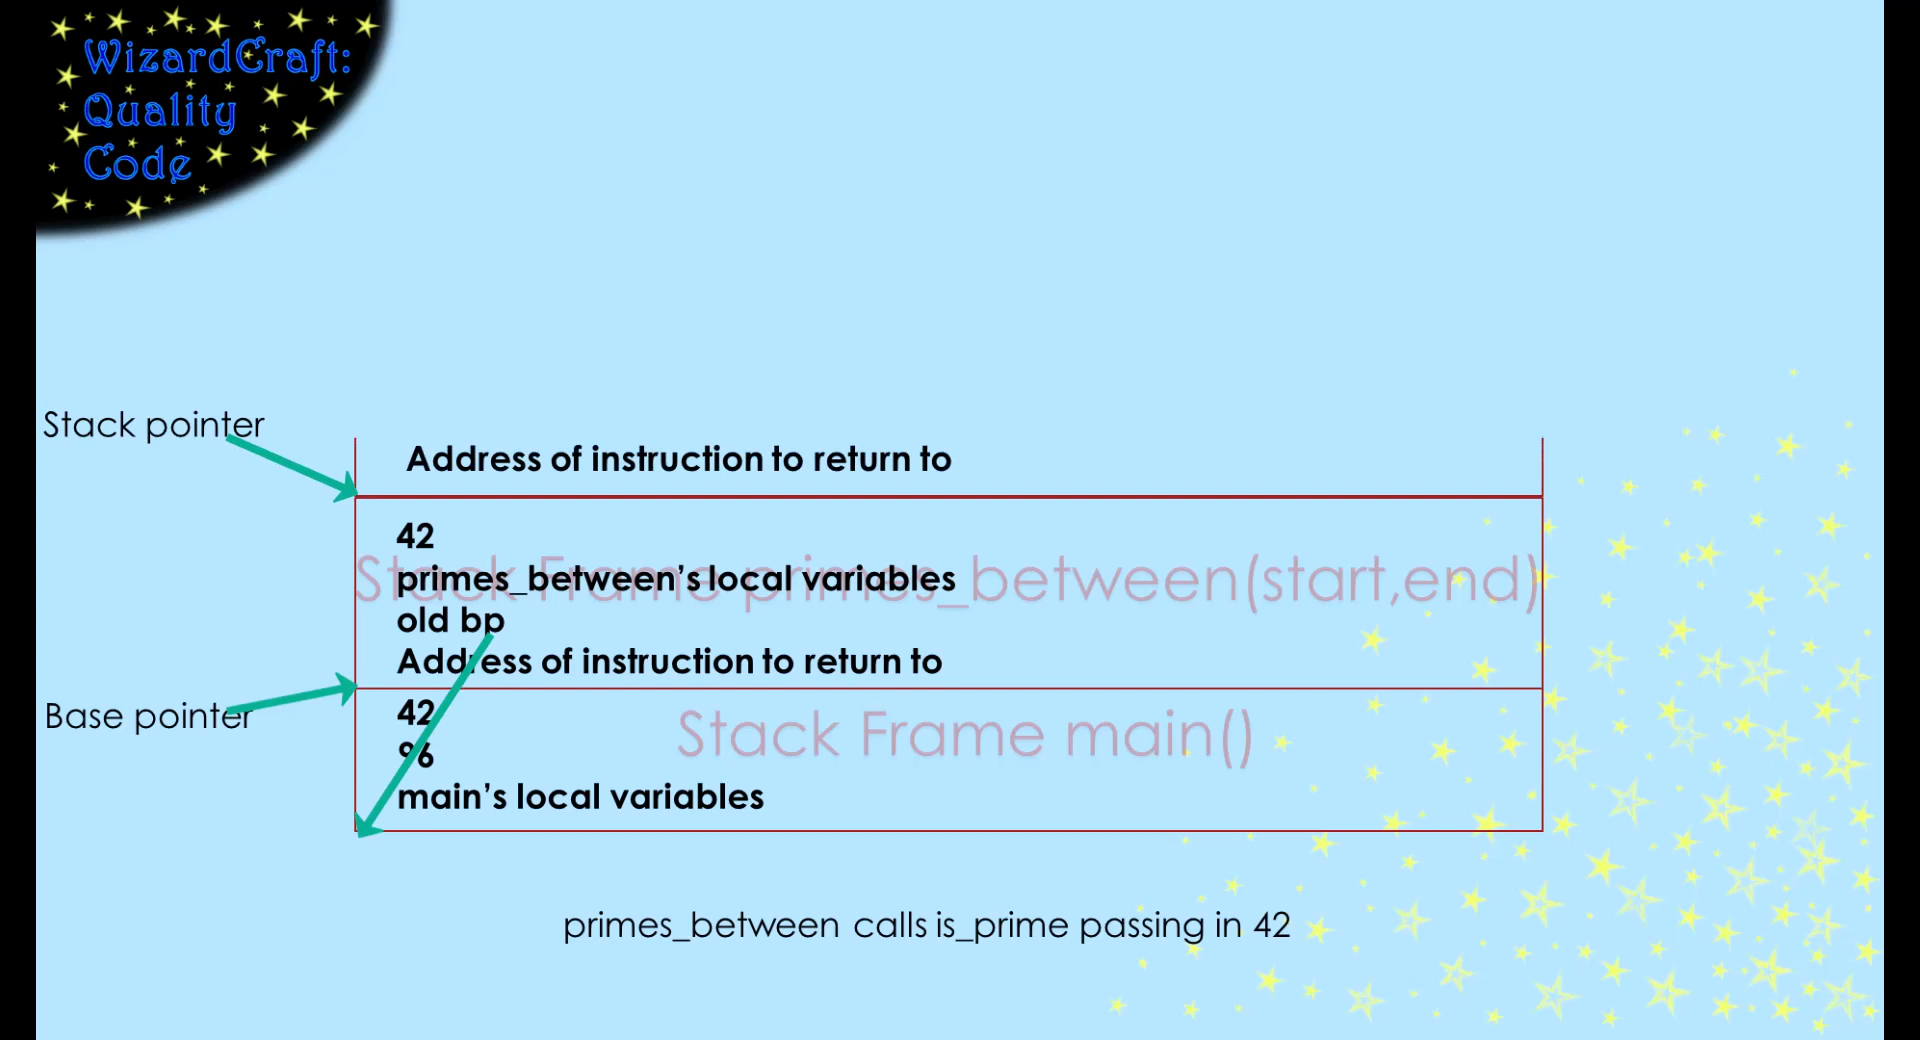 WizardCraft:
Quality
Code
Stack pointer
Address of instruction to return to
42
Stack Frame primes_between(start,end)
primes_between’s local variables
old bp
Address of instruction to return to
Base pointer
42
Stack Frame main()
96
main’s local variables
primes_between calls is_prime passing in 42